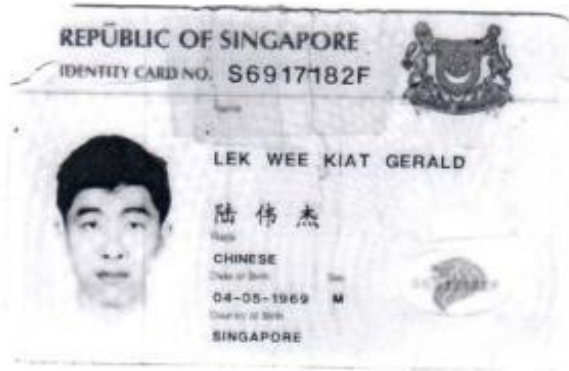 REPUBLIC OF SINGAPORE
IDENTITY CARD NO. S6917182F
Name
LEK WEE KIAT GERALD
陆伟杰
Race
CHINESE
Date of Birth Sex
04-05-1969 M
Country of Birth
SINGAPORE